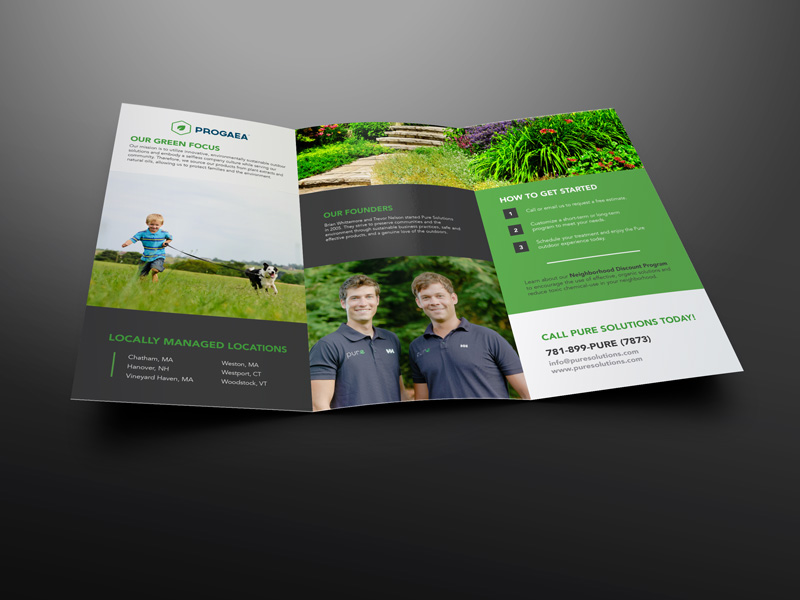 PROGAEA
OUR GREEN FOCUS
Our mission is to utilize innovative, environmentally sustainable outdoor
solutions and embody a selfless company culture while serving our
community. Therefore, we source our products from plant extracts and
natural oils, allowing us to protect families and the environment.
LOCALLY MANAGED LOCATIONS
Chatham, MA
Hanover, NH
Vineyard Haven, MA
Weston, MA
Westport, CT
Woodstock, VT
OUR FOUNDERS
Brian Whittemore and Trevor Nelson started Pure Solutions
in 2005. They strive to preserve communities and the
environment through sustainable business practices, safe and
effective products, and a genuine love of the outdoors.
pure
pure
HOW TO GET STARTED
1 Call or email us to request a free estimate.
2 Customize a short-term or long-term
program to meet your needs.
3 Schedule your treatment and enjoy the Pure
outdoor experience today.
Learn about our Neighborhood Discount Program
to encourage the use of effective, organic solutions and
reduce toxic chemical use in your neighborhood.
CALL PURE SOLUTIONS TODAY!
781-899-PURE (7873)
info@puresolutions.com
www.puresolutions.com